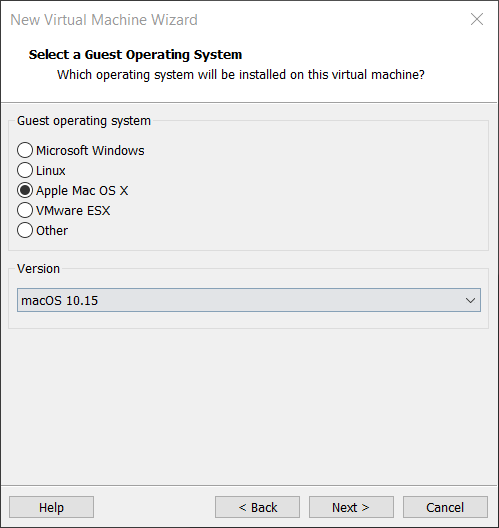 New Virtual Machine Wizard
Select a Guest Operating System
Which operating system will be installed on this virtual machine?
Guest operating system
Microsoft Windows
Linux
Apple Mac OS X
VMware ESX
Other
Version
macOS 10.15
Help
< Back
Next >
Cancel